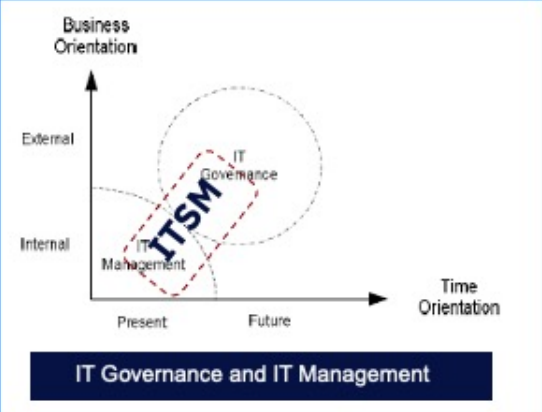 Business
Orientation
External
IT
Governance
ITSM
Internal
IT
Management
Time
Orientation
Present
Future
IT Governance and IT Management